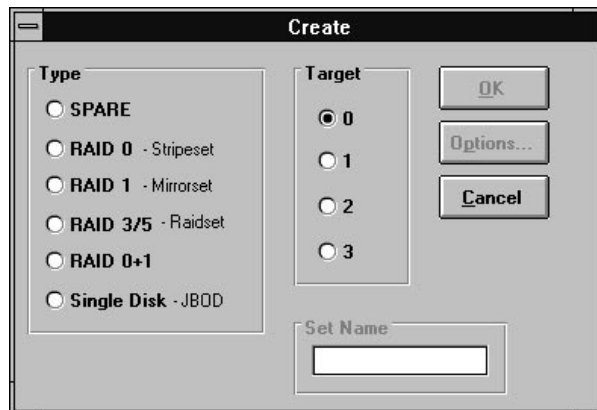 Create
Type
SPARE
RAID 0 - Stripeset
RAID 1 - Mirrorset
RAID 3/5 - Raidset
RAID 0+1
Single Disk - JBOD
Target
0
1
2
3
OK
Options...
Cancel
Set Name